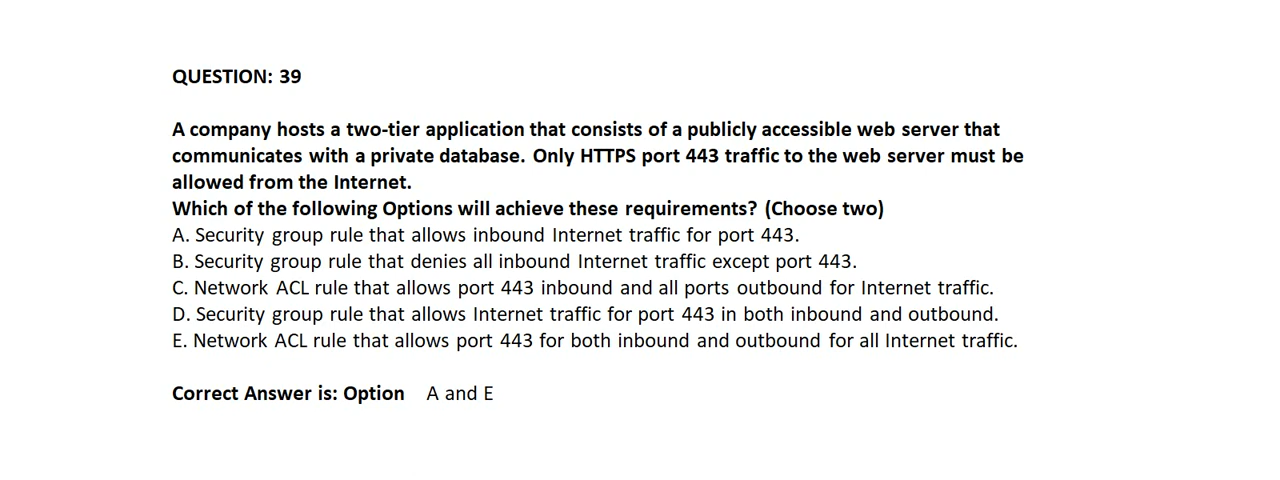 QUESTION: 39
A company hosts a two-tier application that consists of a publicly accessible web server that
communicates with a private database. Only HTTPS port 443 traffic to the web server must be
allowed from the Internet.
Which of the following Options will achieve these requirements? (Choose two)
A. Security group rule that allows inbound Internet traffic for port 443.
B. Security group rule that denies all inbound Internet traffic except port 443.
C. Network ACL rule that allows port 443 inbound and all ports outbound for Internet traffic.
D. Security group rule that allows Internet traffic for port 443 in both inbound and outbound.
E. Network ACL rule that allows port 443 for both inbound and outbound for all Internet traffic.
Correct Answer is: Option A and E